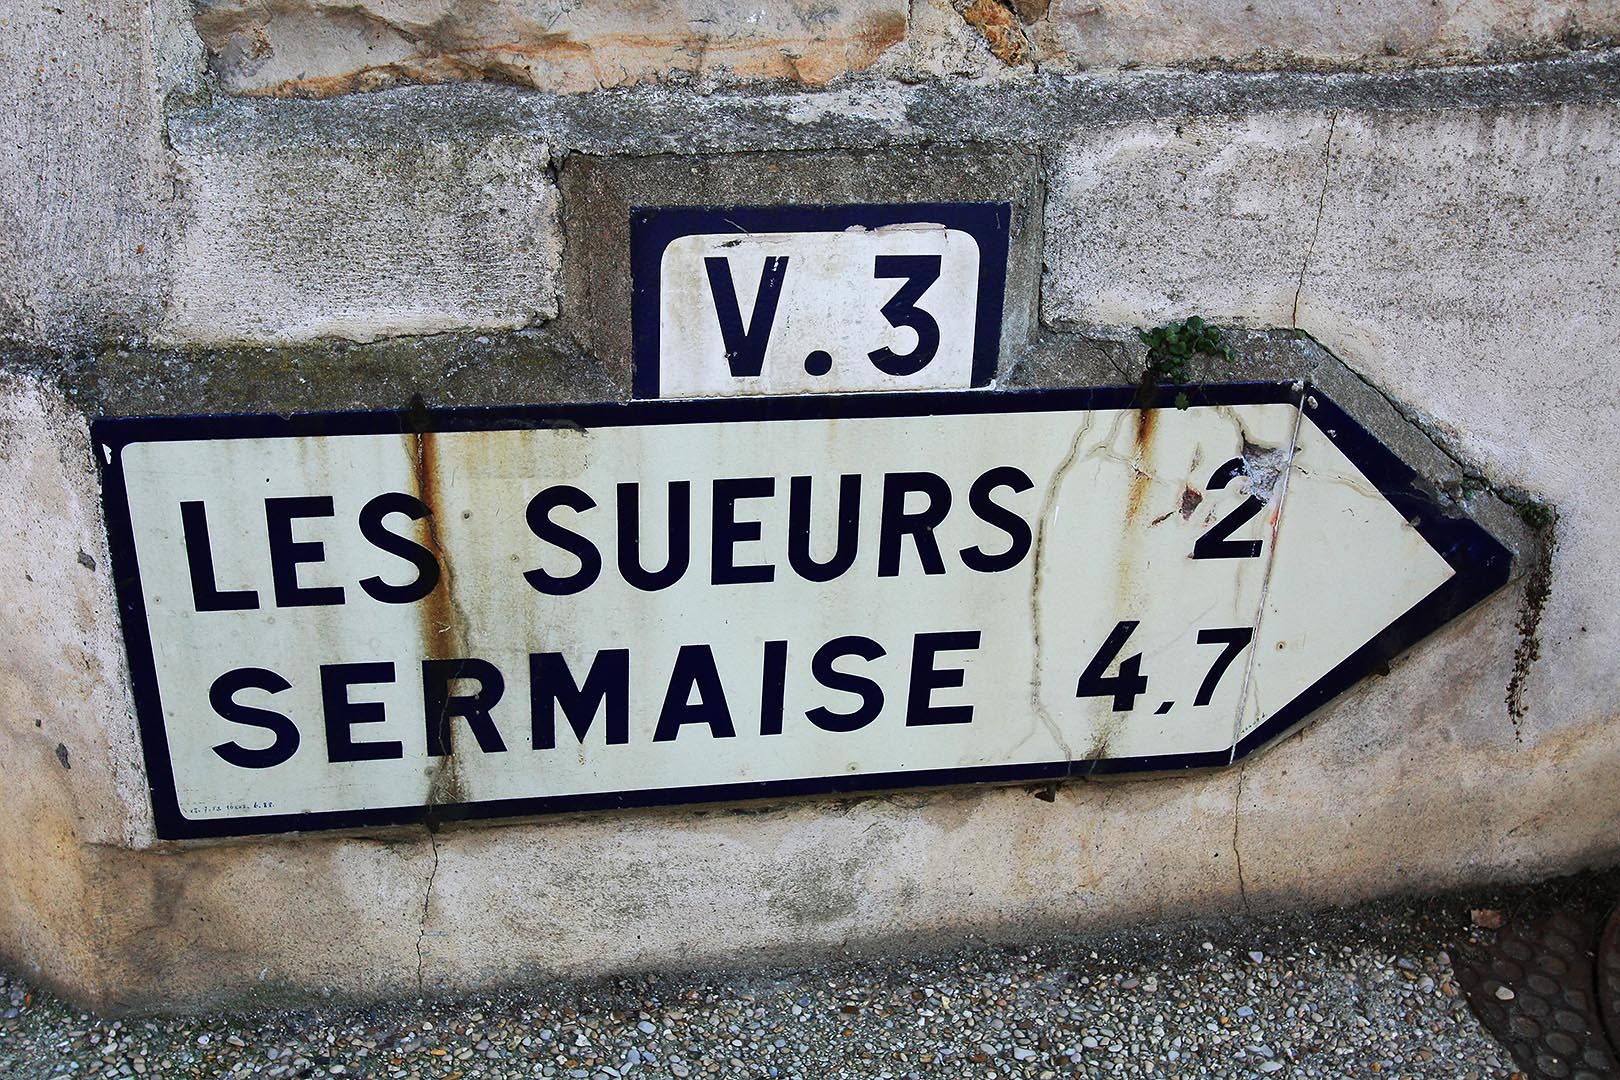 V.3
LES SUEURS 2
SERMAISE 4,7